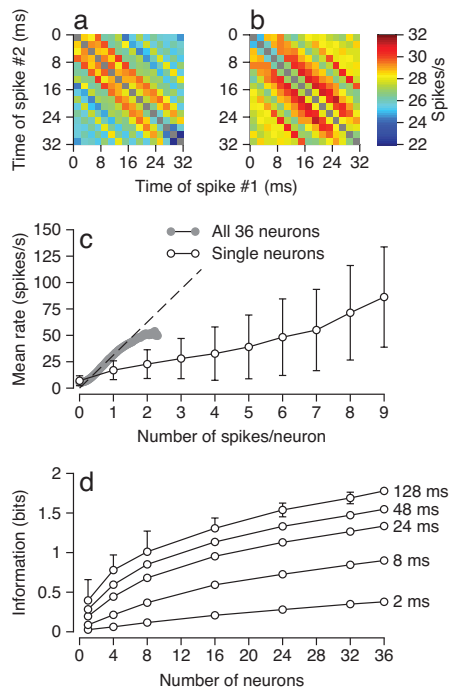 a
b
Time of spike #2 (ms)
0
8
16
24
32
0 8 16 24 32
0 8 16 24 32
Time of spike #1 (ms)
32
30
28
26
24
22
Spikes/s
c
All 36 neurons
Single neurons
Mean rate (spikes/s)
150
125
100
75
50
25
0
0 1 2 3 4 5 6 7 8 9
Number of spikes/neuron
d
Information (bits)
2
1.5
1
0.5
0
128 ms
48 ms
24 ms
8 ms
2 ms
0 4 8 12 16 20 24 28 32 36
Number of neurons